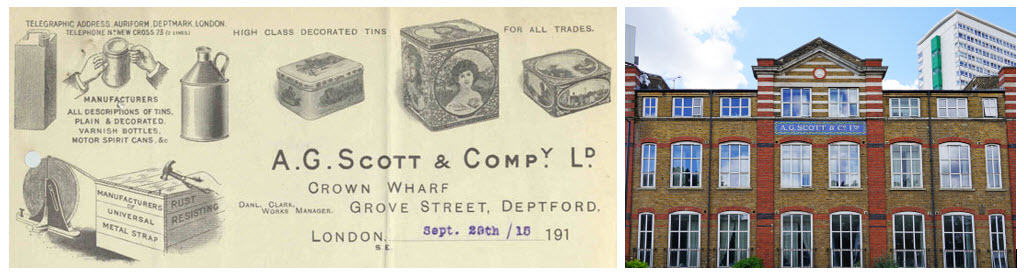 TELEGRAPHIC ADDRESS, AURIFORM, DEPTMARK, LONDON.
TELEPHONE Nº NEW CROSS 73 (2 LINES.)
HIGH CLASS DECORATED TINS
FOR ALL TRADES.
MANUFACTURERS
ALL DESCRIPTIONS OF TINS,
PLAIN & DECORATED.
VARNISH BOTTLES,
MOTOR SPIRIT CANS, &c
MANUFACTURERS
OF
UNIVERSAL
METAL STRAP
RUST
RESISTING
A.G. SCOTT & COMPY. LD
CROWN WHARF
DANL. CLARK,
WORKS MANAGER.
GROVE STREET, DEPTFORD.
LONDON, Sept. 29th / 15 191
S.E.
A.G. SCOTT & Co LTD